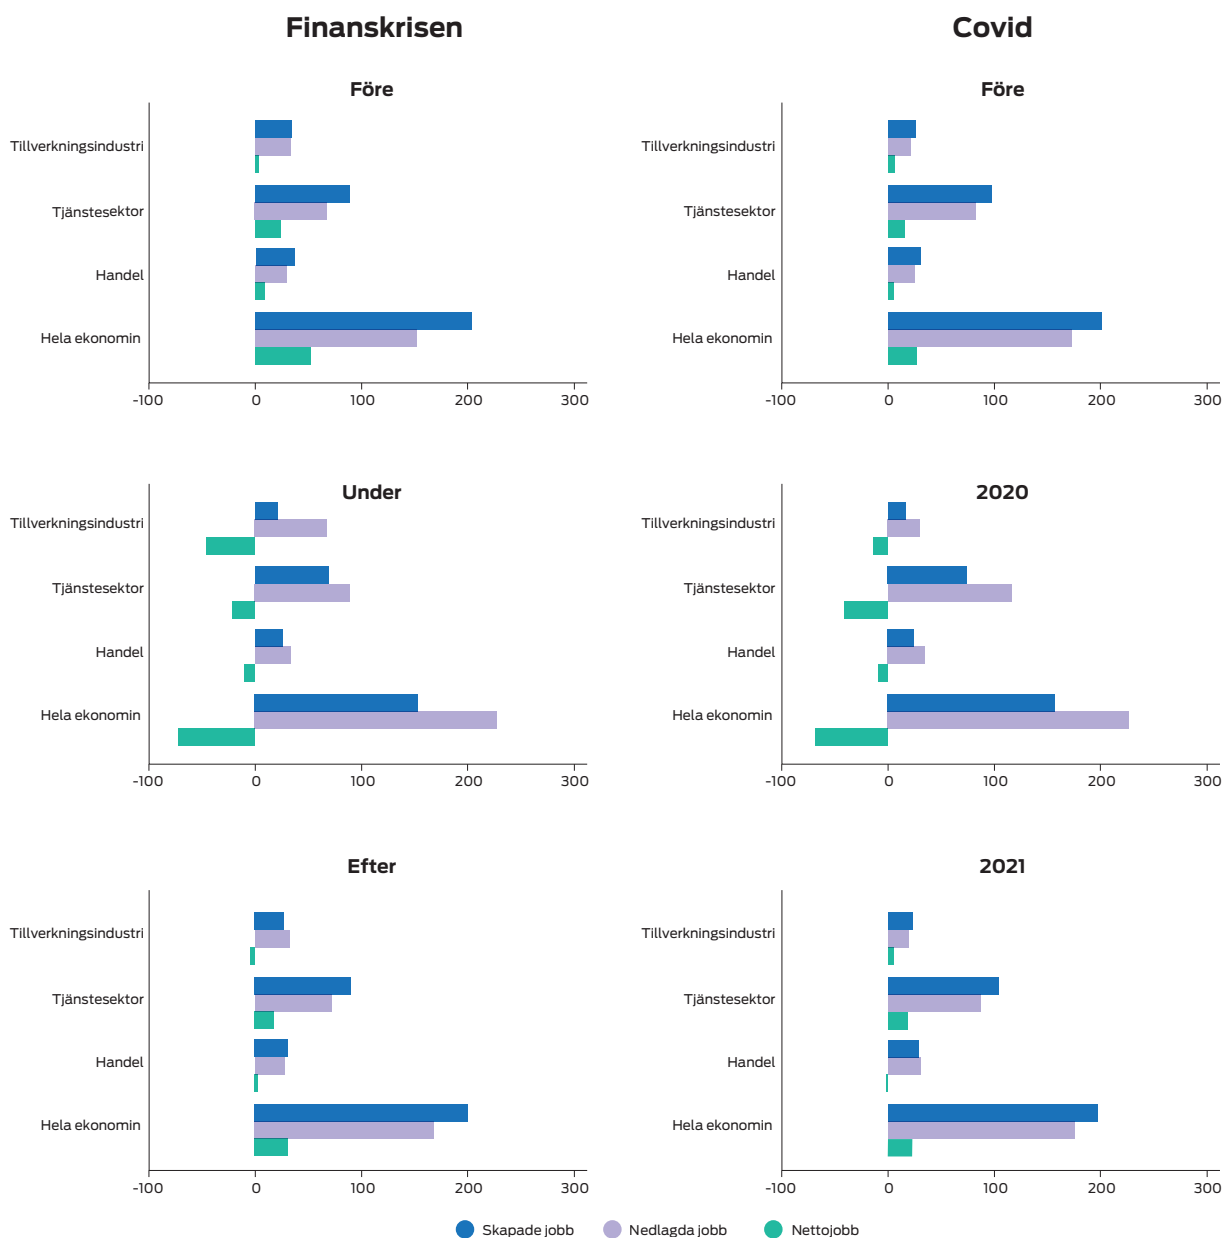 Finanskrisen
Covid
Före
Tillverkningsindustri
Tjänstesektor
Handel
Hela ekonomin
-100 0 100 200 300
Före
Tillverkningsindustri
Tjänstesektor
Handel
Hela ekonomin
-100 0 100 200 300
Under
Tillverkningsindustri
Tjänstesektor
Handel
Hela ekonomin
-100 0 100 200 300
2020
Tillverkningsindustri
Tjänstesektor
Handel
Hela ekonomin
-100 0 100 200 300
Efter
Tillverkningsindustri
Tjänstesektor
Handel
Hela ekonomin
-100 0 100 200 300
2021
Tillverkningsindustri
Tjänstesektor
Handel
Hela ekonomin
-100 0 100 200 300
Skapade jobb Nedlagda jobb Nettojobb